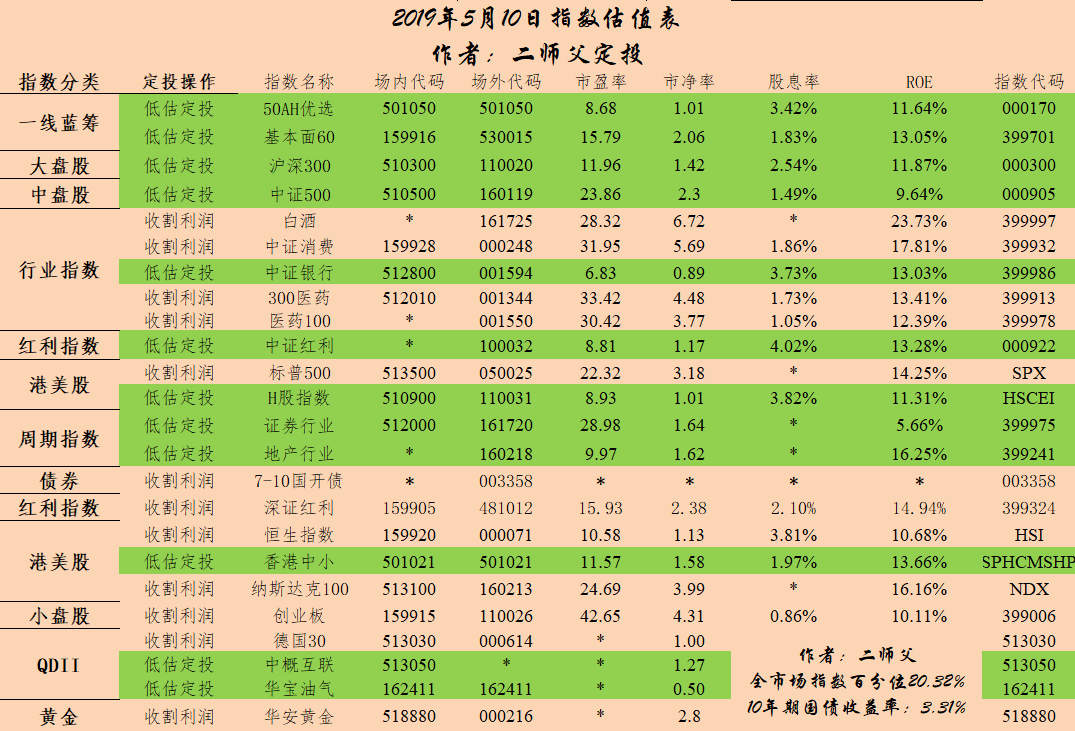 2019年5月10日指数估值表
作者：二师父定投
指数分类 定投操作 指数名称 场内代码 场外代码 市盈率 市净率 股息率 ROE 指数代码
一线蓝筹 低估定投 50AH优选 501050 501050 8.68 1.01 3.42% 11.64% 000170
低估定投 基本面60 159916 530015 15.79 2.06 1.83% 13.05% 399701
大盘股 低估定投 沪深300 510300 110020 11.96 1.42 2.54% 11.87% 000300
中盘股 低估定投 中证500 510500 160119 23.86 2.3 1.49% 9.64% 000905
行业指数 收割利润 白酒 * 161725 28.32 6.72 * 23.73% 399997
收割利润 中证消费 159928 000248 31.95 5.69 1.86% 17.81% 399932
低估定投 中证银行 512800 001594 6.83 0.89 3.73% 13.03% 399986
收割利润 300医药 512010 001344 33.42 4.48 1.73% 13.41% 399913
收割利润 医药100 * 001550 30.42 3.77 1.05% 12.39% 399978
红利指数 低估定投 中证红利 * 100032 8.81 1.17 4.02% 13.28% 000922
港美股 收割利润 标普500 513500 050025 22.32 3.18 * 14.25% SPX
低估定投 H股指数 510900 110031 8.93 1.01 3.82% 11.31% HSCEI
周期指数 低估定投 证券行业 512000 161720 28.98 1.64 * 5.66% 399975
低估定投 地产行业 * 160218 9.97 1.62 * 16.25% 399241
债券 收割利润 7-10国开债 * 003358 * * * * 003358
红利指数 收割利润 深证红利 159905 481012 15.93 2.38 2.10% 14.94% 399324
港美股 收割利润 恒生指数 159920 000071 10.58 1.13 3.81% 10.68% HSI
低估定投 香港中小 501021 501021 11.57 1.58 1.97% 13.66% SPHCMSHP
收割利润 纳斯达克100 513100 160213 24.69 3.99 * 16.16% NDX
小盘股 收割利润 创业板 159915 110026 42.65 4.31 0.86% 10.11% 399006
QDII 收割利润 德国30 513030 000614 * 1.00 513030
低估定投 中概互联 513050 * * 1.27 513050
低估定投 华宝油气 162411 162411 * 0.50 162411
黄金 收割利润 华安黄金 518880 000216 * 2.8 518880
作者：二师父
全市场指数百分位20.32%
10年期国债收益率：3.31%